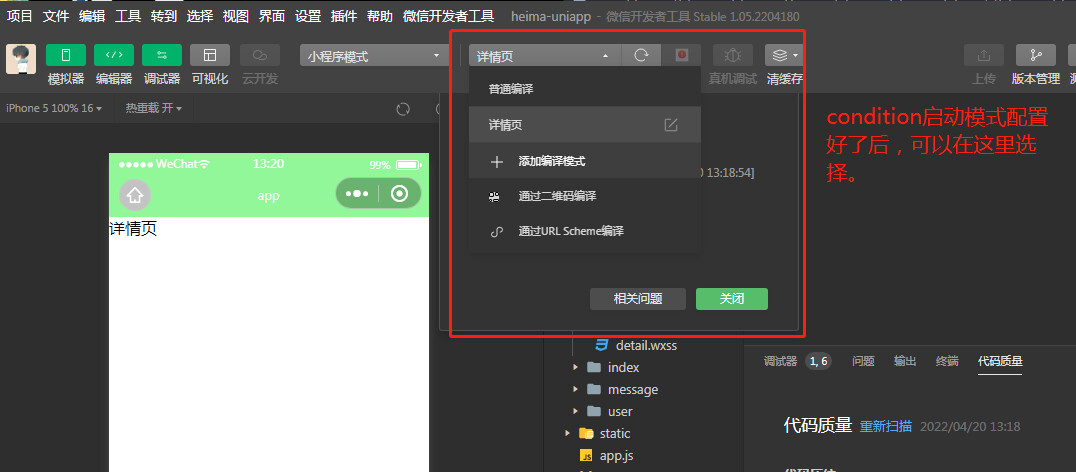 项目 文件 编辑 工具 转到 选择 视图 界面 设置 插件 帮助 微信开发者工具 heima-uniapp - 微信开发者工具 Stable 1.05.2204180
小程序模式
详情页
模拟器 编辑器 调试器 可视化 云开发
真机调试 清缓存 上传 版本管理
iPhone 5 100% 16 热重载 开
普通编译
详情页
添加编译模式
通过二维码编译
通过URL Scheme编译
0 13:18:54]
相关问题 关闭
condition启动模式配置
好了后，可以在这里选
择。
WeChat 13:20 99%
app
详情页
detail.wxss
index
message
user
static
app.js
JS
调试器 1, 6 问题 输出 终端 代码质量
代码质量 重新扫描 2022/04/20 13:18